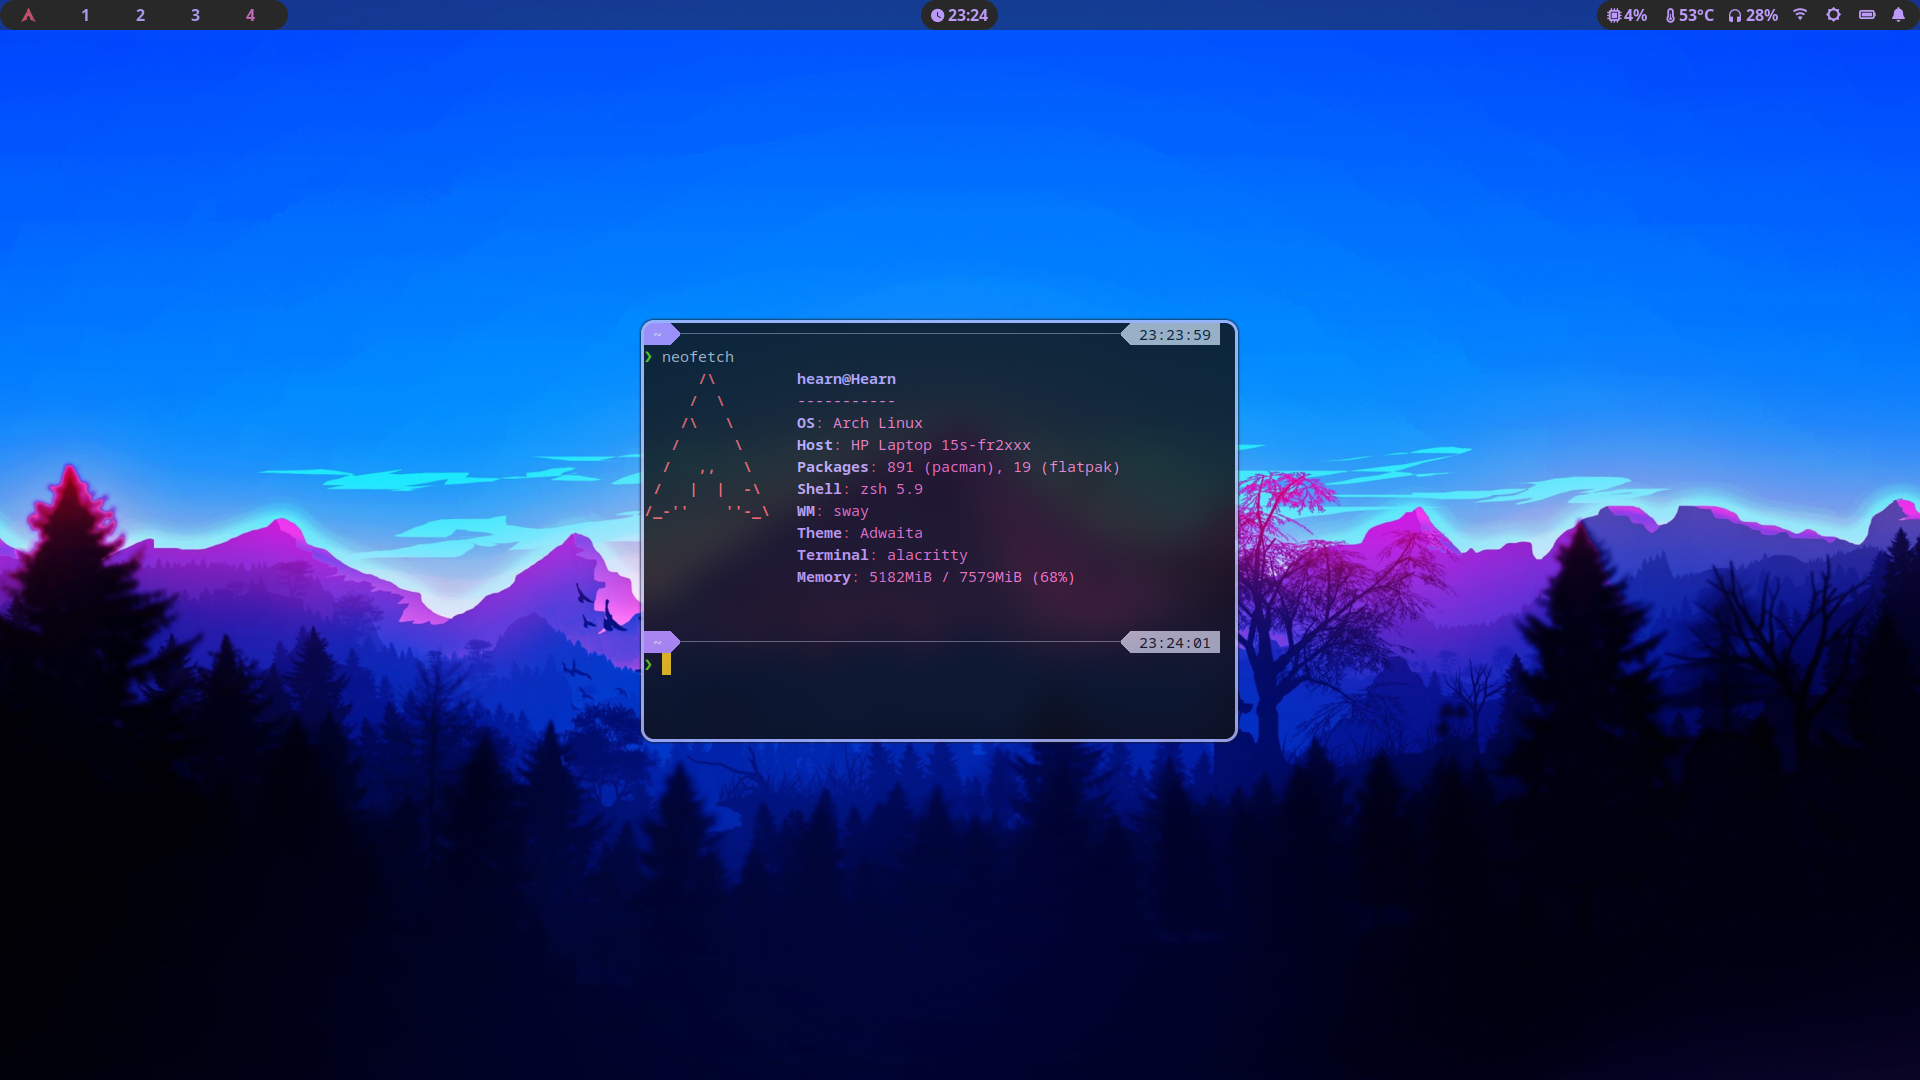 1 2 3 4 23:24 4% 53°C 28%
~ 23:23:59
❯ neofetch
/\ hearn@Hearn
/  \ -----------
/\   \ OS: Arch Linux
/      \ Host: HP Laptop 15s-fr2xxx
/   ,,   \ Packages: 891 (pacman), 19 (flatpak)
/   |  |  -\ Shell: zsh 5.9
/_-''    ''-_\ WM: sway
Theme: Adwaita
Terminal: alacritty
Memory: 5182MiB / 7579MiB (68%)
~ 23:24:01
❯